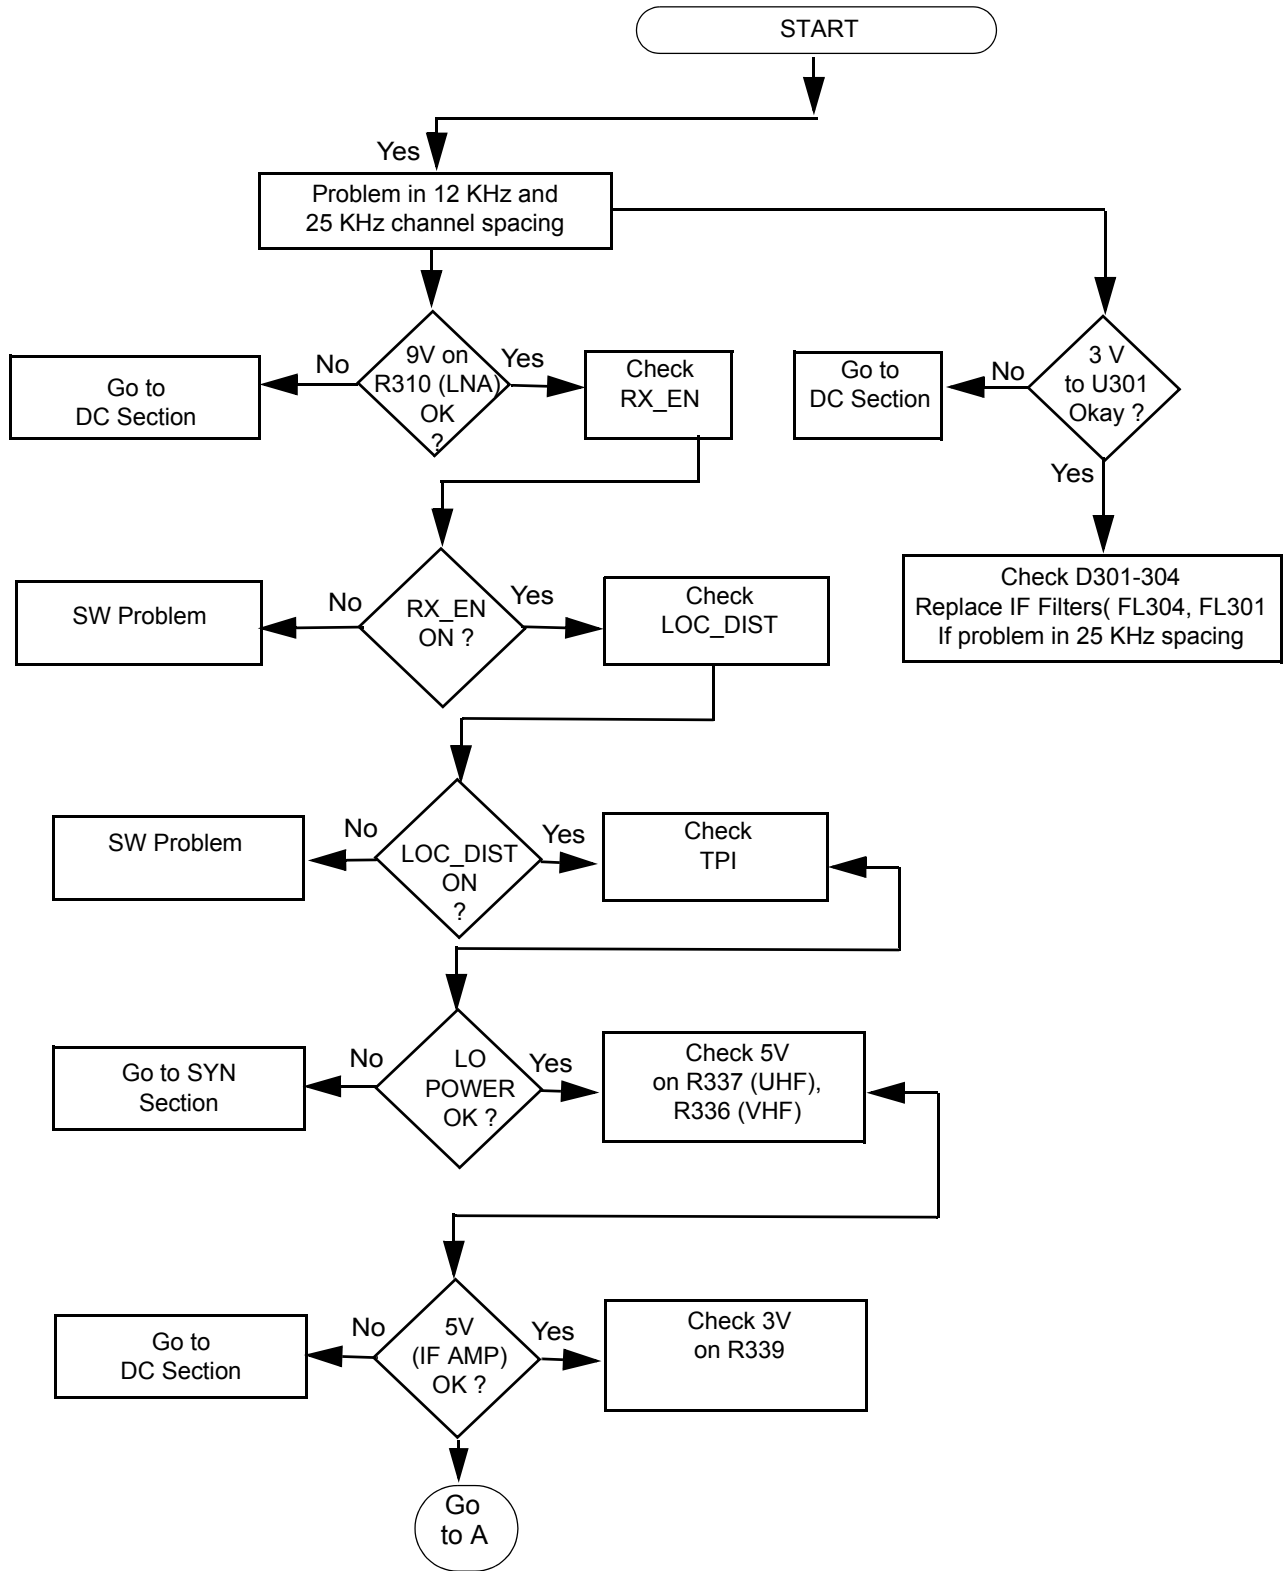 START
Yes
Problem in 12 KHz and
25 KHz channel spacing
No
9V on
R310 (LNA)
OK
?
Yes
Check
RX_EN
Go to
DC Section
Go to
DC Section
No
3 V
to U301
Okay ?
Yes
Check D301-304
Replace IF Filters( FL304, FL301
If problem in 25 KHz spacing
SW Problem
No
RX_EN
ON ?
Yes
Check
LOC_DIST
SW Problem
No
LOC_DIST
ON
?
Yes
Check
TPI
Go to SYN
Section
No
LO
POWER
OK ?
Yes
Check 5V
on R337 (UHF),
R336 (VHF)
Go to
DC Section
No
5V
(IF AMP)
OK ?
Yes
Check 3V
on R339
Go
to A